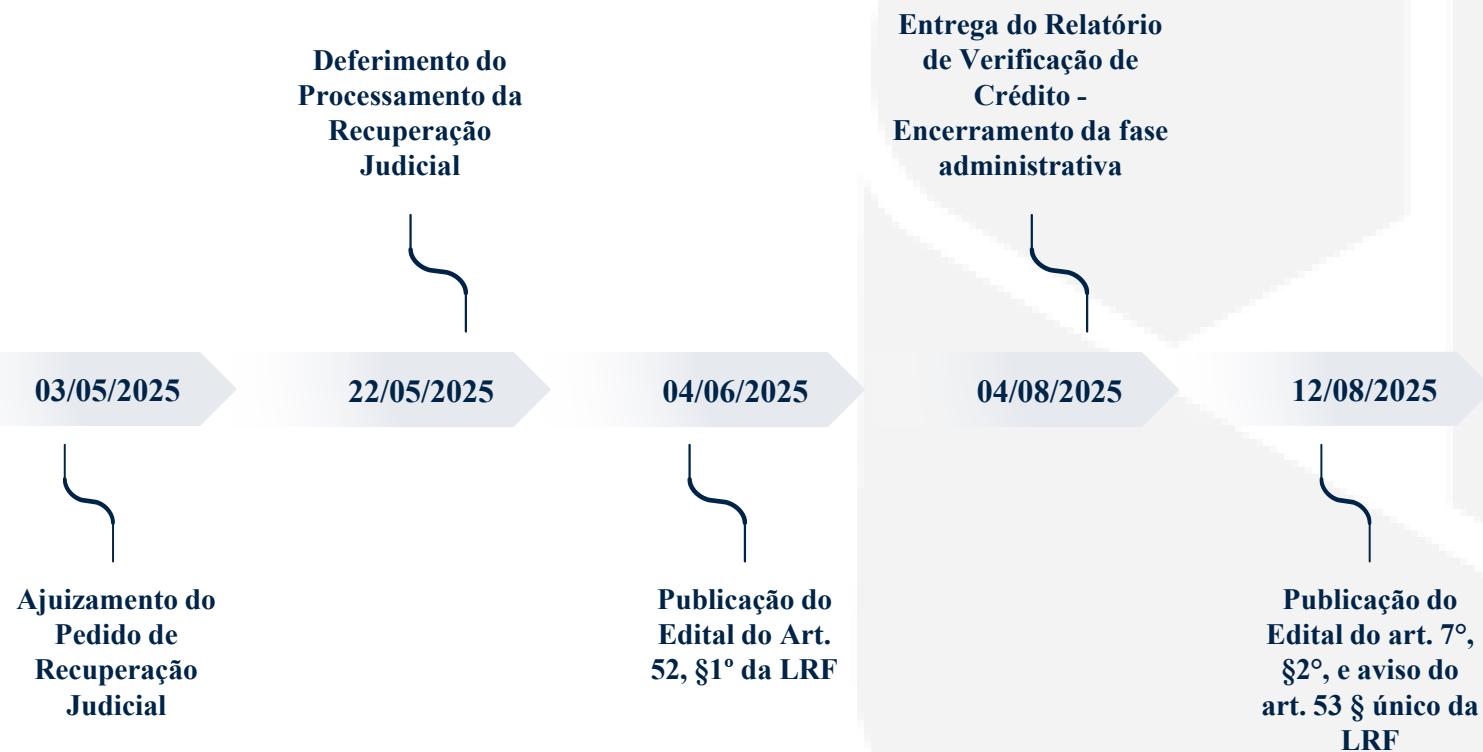 Deferimento do
Processamento da
Recuperação
Judicial
Entrega do Relatório
de Verificação de
Crédito -
Encerramento da fase
administrativa
03/05/2025
22/05/2025
04/06/2025
04/08/2025
12/08/2025
Ajuizamento do
Pedido de
Recuperação
Judicial
Publicação do
Edital do Art.
52, §1º da LRF
Publicação do
Edital do art. 7°,
§2°, e aviso do
art. 53 § único da
LRF